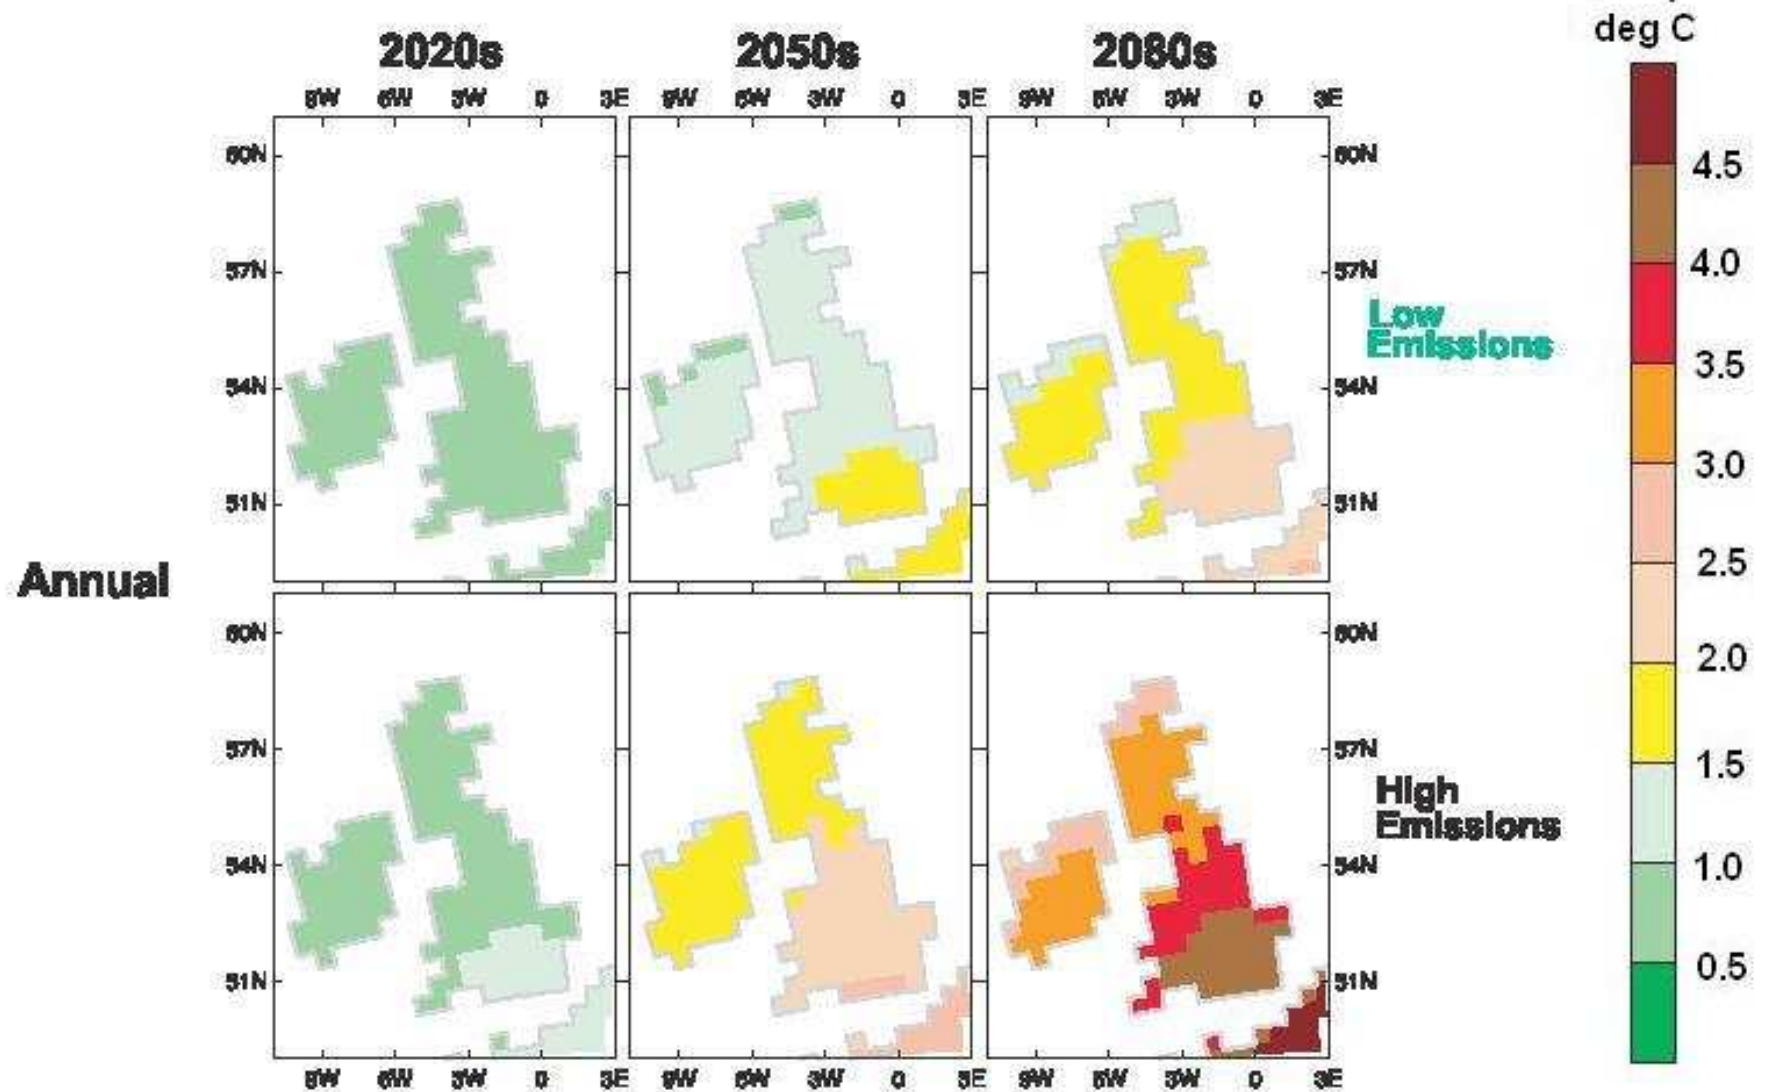 deg C
2020s 2050s 2080s
9W 6W 3W 0 3E 9W 6W 3W 0 3E 9W 6W 3W 0 3E
60N 60N
57N 57N
Low
Emissions
54N 54N
51N 51N
Annual
60N 60N
57N 57N
High
Emissions
54N 54N
51N 51N
9W 6W 3W 0 3E 9W 6W 3W 0 3E 9W 6W 3W 0 3E
4.5
4.0
3.5
3.0
2.5
2.0
1.5
1.0
0.5